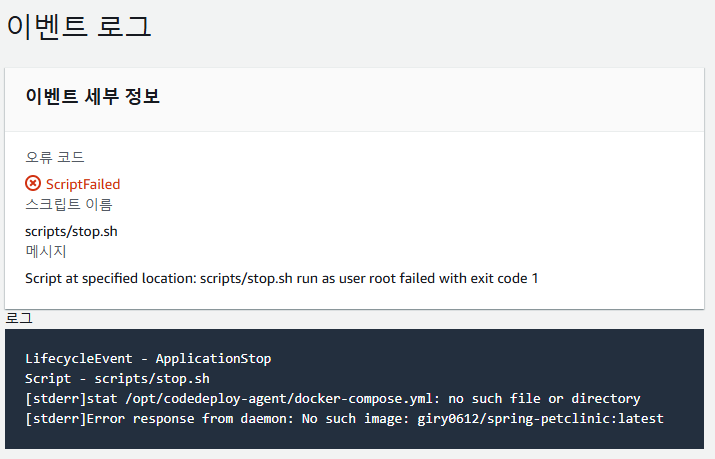 이벤트 로그
이벤트 세부 정보
오류 코드
ScriptFailed
스크립트 이름
scripts/stop.sh
메시지
Script at specified location: scripts/stop.sh run as user root failed with exit code 1
로그
LifecycleEvent - ApplicationStop
Script - scripts/stop.sh
[stderr]stat /opt/codedeploy-agent/docker-compose.yml: no such file or directory
[stderr]Error response from daemon: No such image: giry0612/spring-petclinic:latest